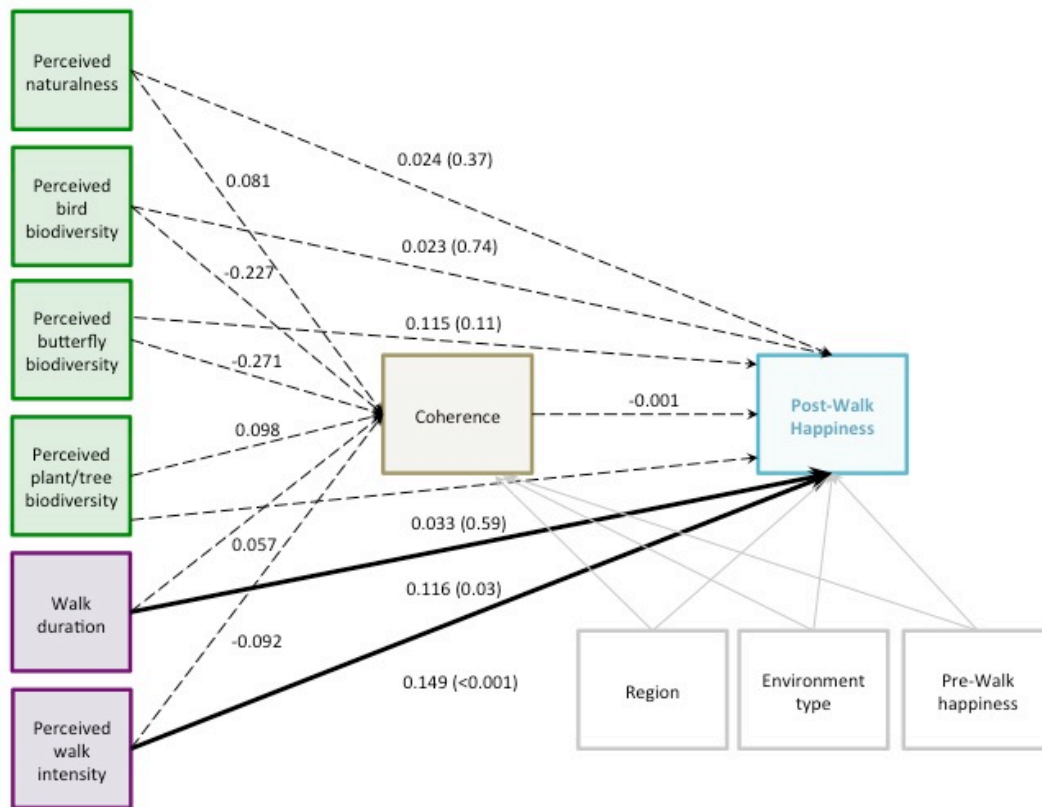 Perceived
naturalness
0.024 (0.37)
0.081
Perceived
bird
biodiversity
0.023 (0.74)
-0.227
Perceived
butterfly
biodiversity
0.115 (0.11)
-0.271
Coherence
-0.001
Post-Walk
Happiness
Perceived
plant/tree
biodiversity
0.098
0.033 (0.59)
0.057
Walk
duration
0.116 (0.03)
-0.092
0.149 (<0.001)
Region
Environment
type
Pre-Walk
happiness
Perceived
walk
intensity